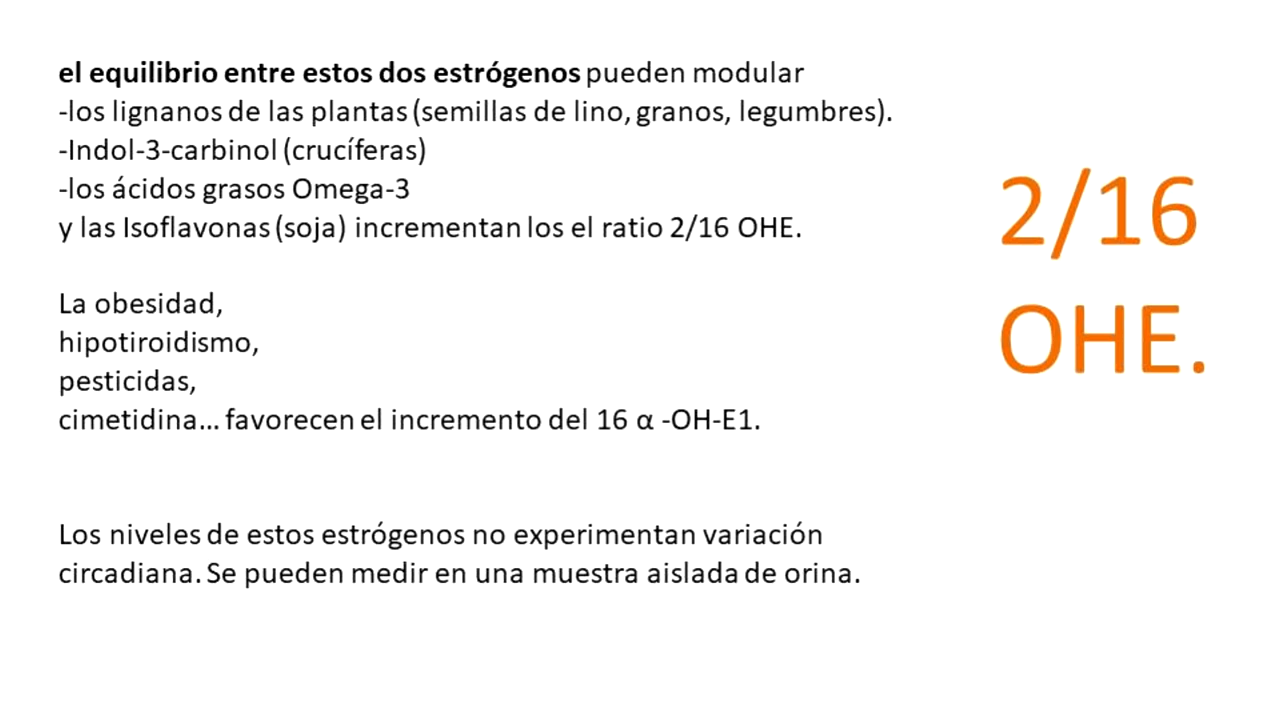 el equilibrio entre estos dos estrógenos pueden modular
-los lignanos de las plantas (semillas de lino, granos, legumbres).
-Indol-3-carbinol (crucíferas)
-los ácidos grasos Omega-3
y las Isoflavonas (soja) incrementan los el ratio 2/16 OHE.
La obesidad,
hipotiroidismo,
pesticidas,
cimetidina... favorecen el incremento del 16 α -OH-E1.
Los niveles de estos estrógenos no experimentan variación
circadiana. Se pueden medir en una muestra aislada de orina.
2/16
OHE.